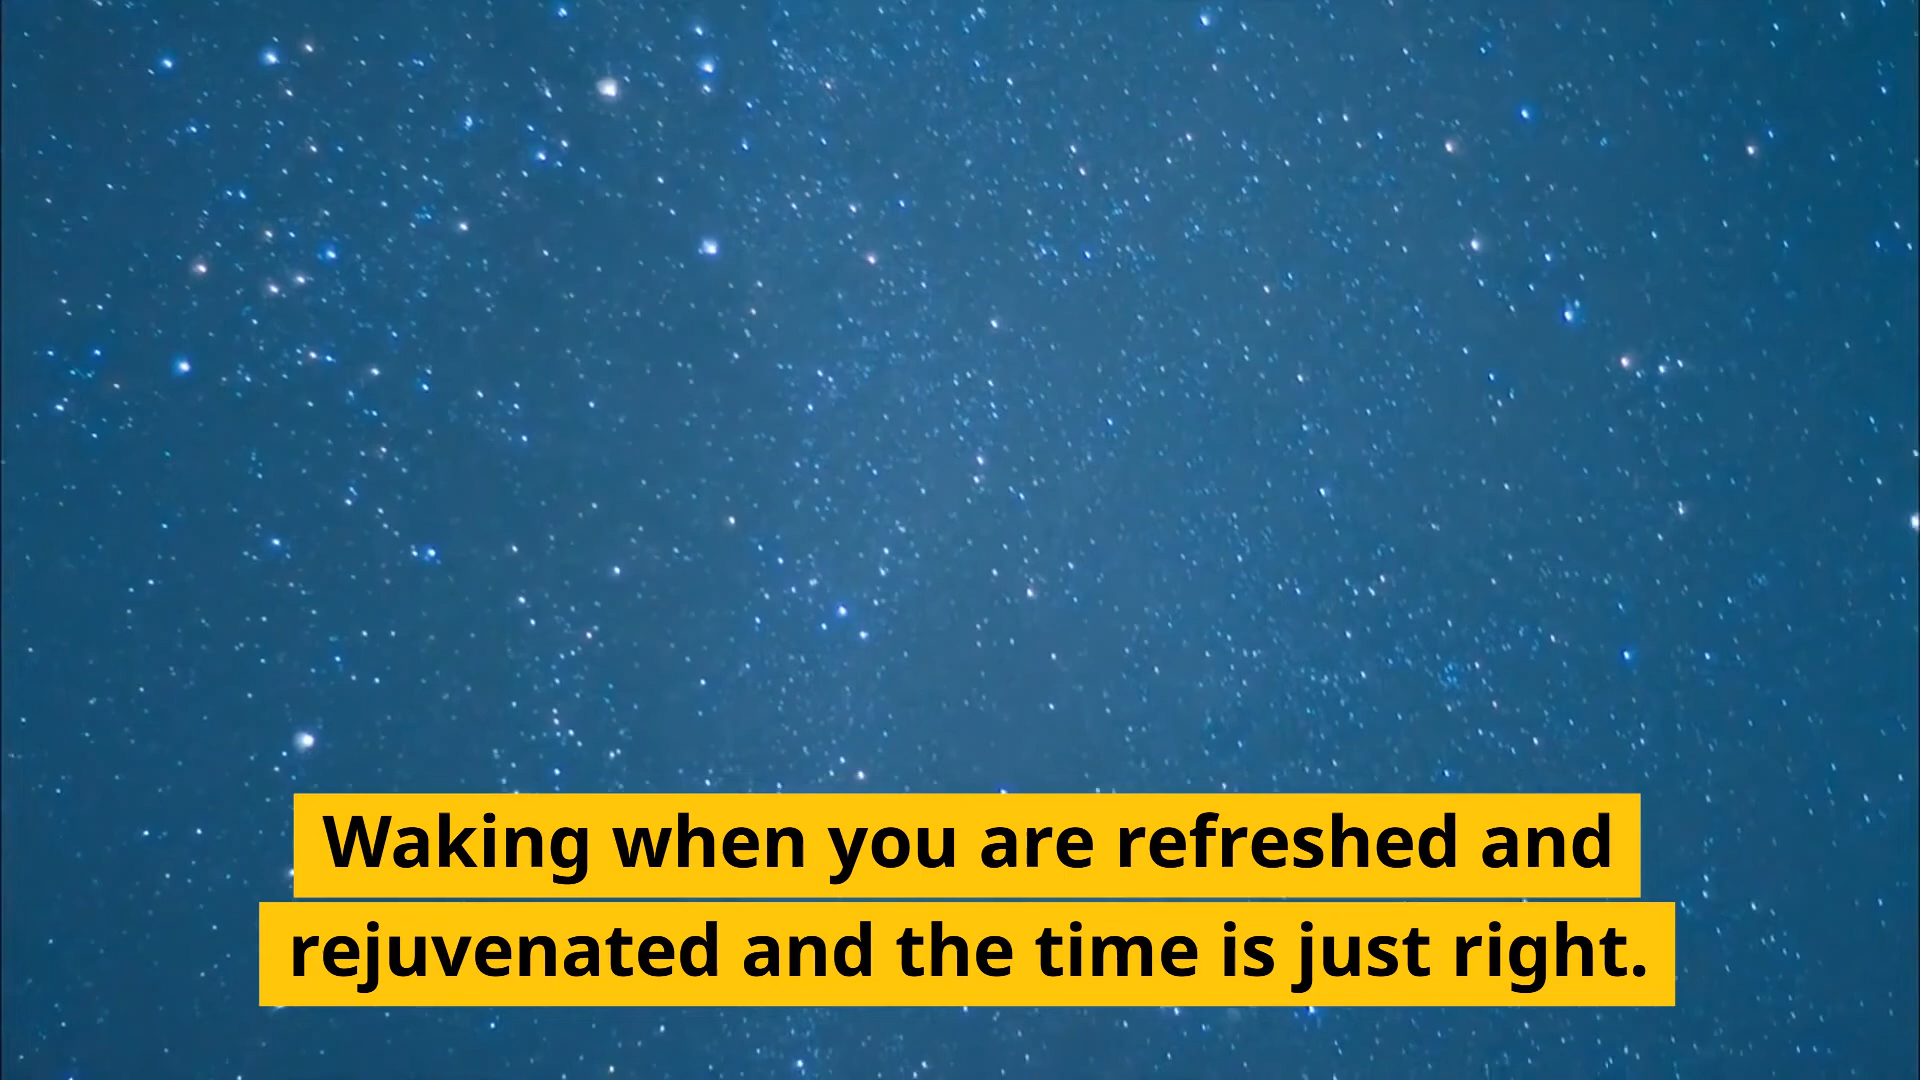 Waking when you are refreshed and
rejuvenated and the time is just right.